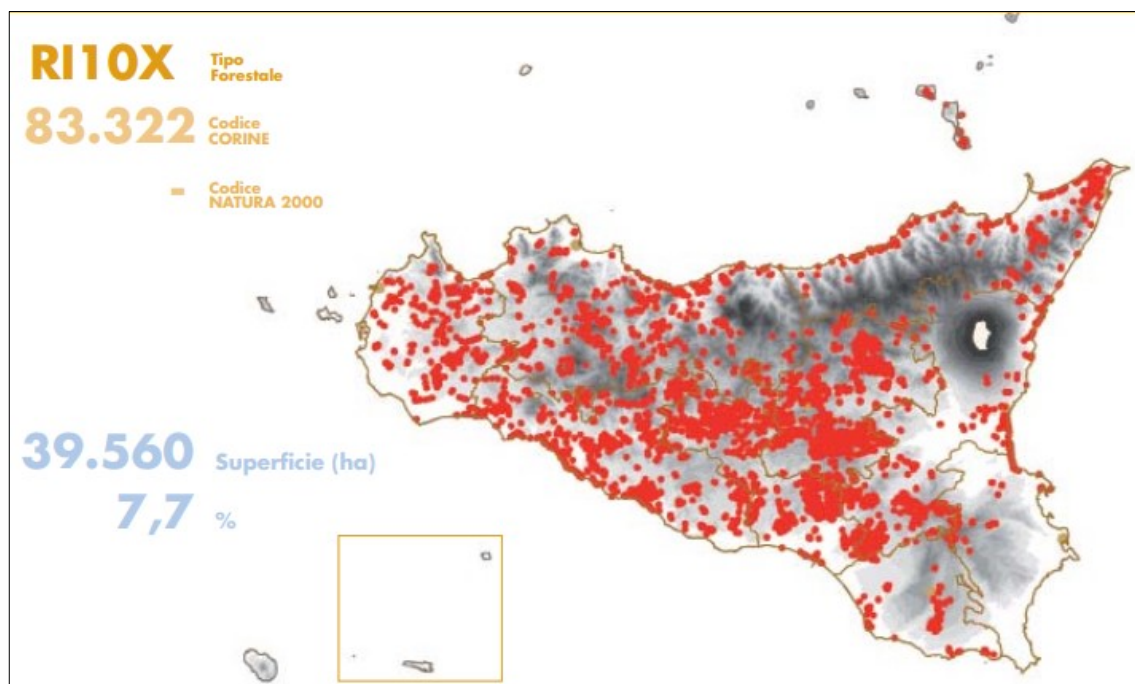 RI10X Tipo
Forestale
83.322 Codice
CORINE
- Codice
NATURA 2000
39.560 Superficie (ha)
7,7 %